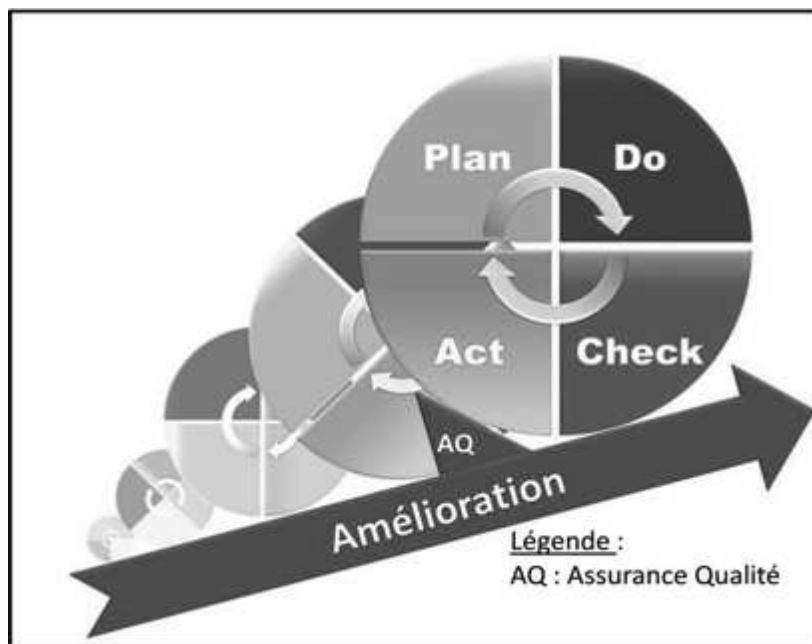 Plan
Do
Act
Check
AQ
Amélioration
Légende :
AQ : Assurance Qualité